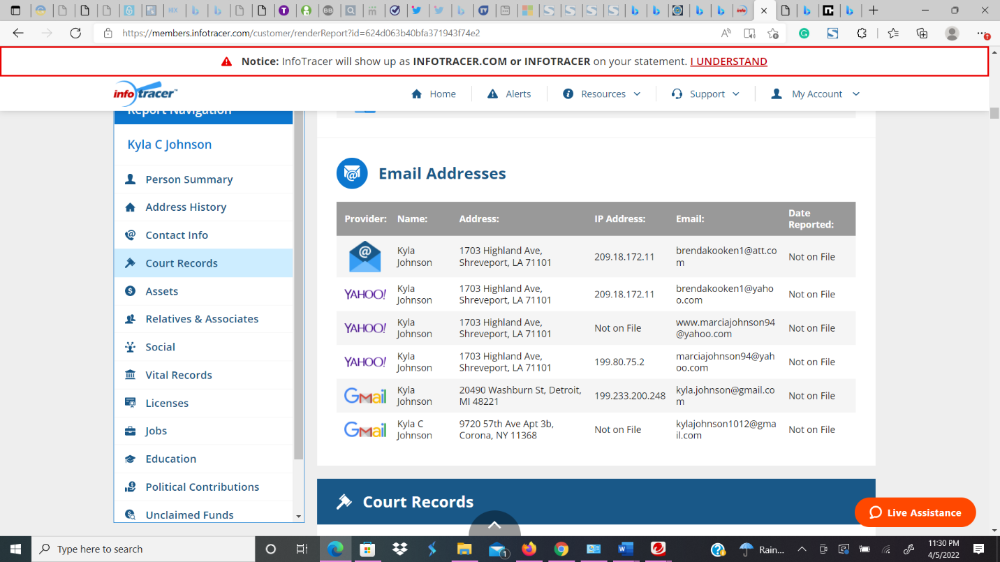 https://members.infotracer.com/customer/renderReport?id=624d063b40bfa371943f74e2
Notice: InfoTracer will show up as INFOTRACER.COM or INFOTRACER on your statement. I UNDERSTAND
infotracer™
Home
Alerts
Resources
Support
My Account
Report Navigation
Kyla C Johnson
Person Summary
Address History
Contact Info
Court Records
Assets
Relatives & Associates
Social
Vital Records
Licenses
Jobs
Education
Political Contributions
Unclaimed Funds
Email Addresses
Provider: Name: Address: IP Address: Email: Date
Reported:
Kyla 1703 Highland Ave, 209.18.172.11 brendakooken1@att.co Not on File
Johnson Shreveport, LA 71101 m
YAHOO! Kyla 1703 Highland Ave, 209.18.172.11 brendakooken1@yaho Not on File
Johnson Shreveport, LA 71101 o.com
YAHOO! Kyla 1703 Highland Ave, Not on File www.marciajohnson94 Not on File
Johnson Shreveport, LA 71101 @yahoo.com
YAHOO! Kyla 1703 Highland Ave, 199.80.75.2 marciajohnson94@yah Not on File
Johnson Shreveport, LA 71101 oo.com
GMail Kyla 20490 Washburn St, Detroit, 199.233.200.248 kyla.johnson@gmail.co Not on File
Johnson MI 48221 m
GMail Kyla C 9720 57th Ave Apt 3b, Not on File kylajohnson1012@gma Not on File
Johnson Corona, NY 11368 il.com
Court Records
Live Assistance
Type here to search
1
Rain...
11:30 PM
4/5/2022